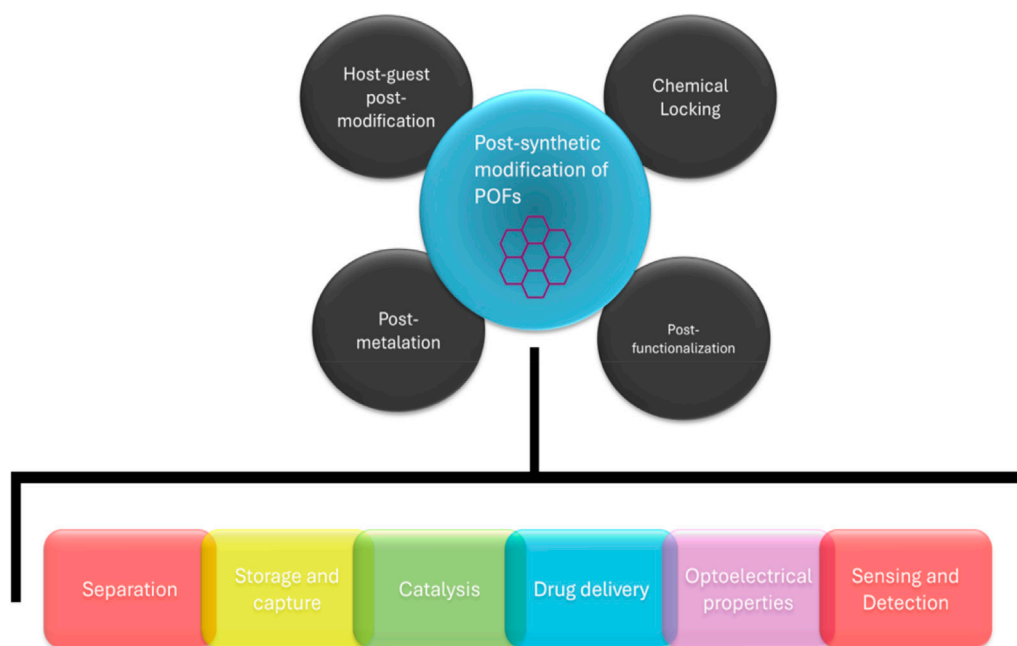 Host-guest
post-
modification
Chemical
Locking
Post-synthetic
modification of
POFs
Post-
metalation
Post-
functionalization
Separation
Storage and
capture
Catalysis
Drug delivery
Optoelectrical
properties
Sensing and
Detection